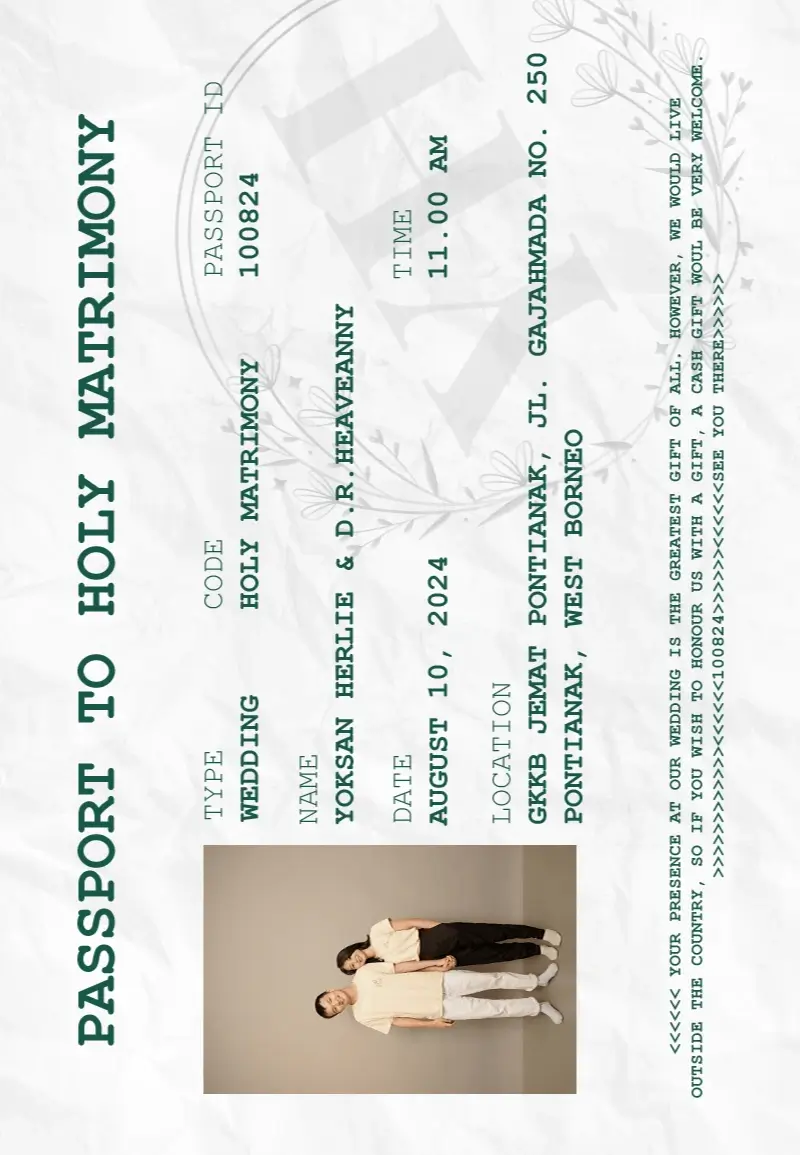 PASSPORT TO HOLY MATRIMONY
TYPE CODE PASSPORT ID
WEDDING HOLY MATRIMONY 100824
NAME
YOKSAN HERLIE & D.R.HEAVEANNY
DATE TIME
AUGUST 10, 2024 11.00 AM
LOCATION
GKKB JEMAT PONTIANAK, JL. GAJAHMADA NO. 250
PONTIANAK, WEST BORNEO
HY
<<<<<< YOUR PRESENCE AT OUR WEDDING IS THE GREATEST GIFT OF ALL. HOWEVER, WE WOULD LIVE
OUTSIDE THE COUNTRY, SO IF YOU WISH TO HONOUR US WITH A GIFT, A CASH GIFT WOUL BE VERY WELCOME.
>>>>>>>>>>>>>><<<<<<<100824>>>>>>>><<<<<<<SEE YOU THERE>>>>>>>